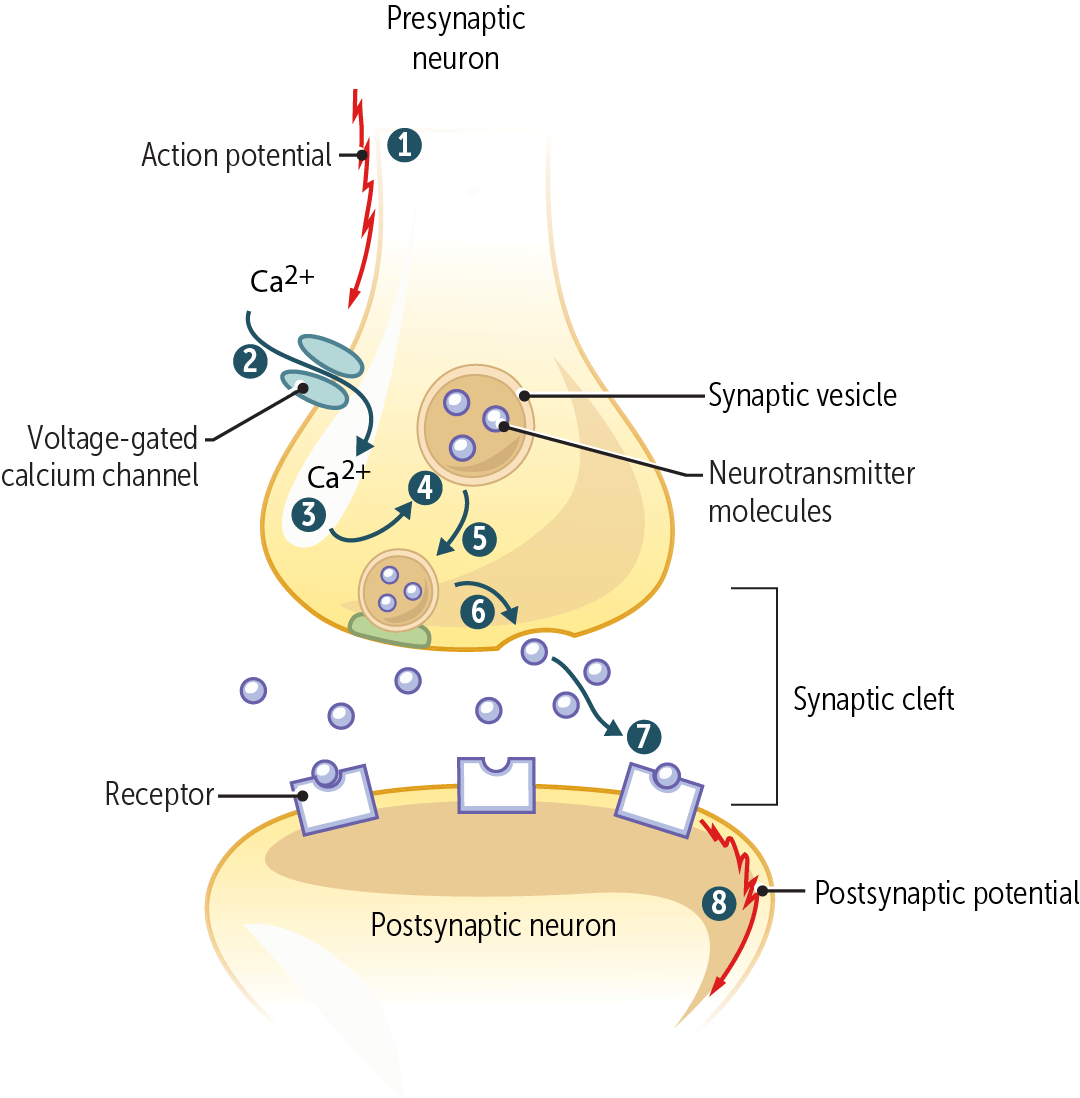 Presynaptic
neuron
Action potential
1
Ca2+
2
Voltage-gated
calcium channel
Synaptic vesicle
Neurotransmitter
molecules
Ca2+
3
4
5
6
Synaptic cleft
7
Receptor
Postsynaptic potential
8
Postsynaptic neuron